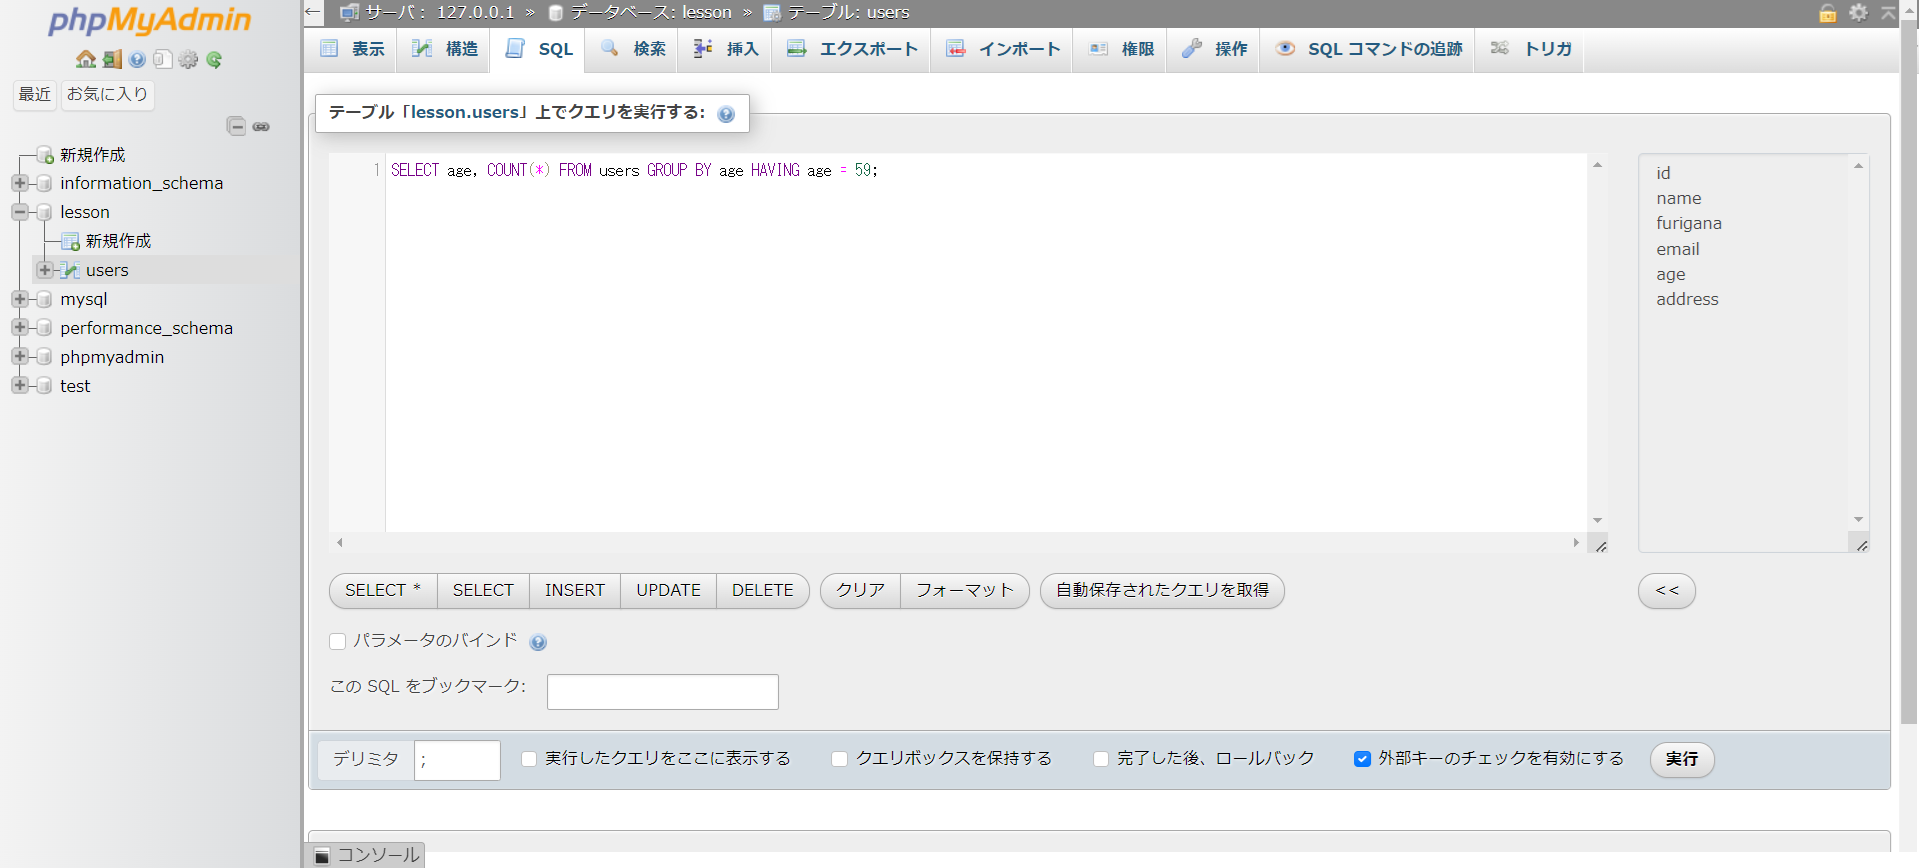 phpMyAdmin
最近 お気に入り
新規作成
information_schema
lesson
新規作成
users
mysql
performance_schema
phpmyadmin
test
← サーバ： 127.0.0.1 » データベース: lesson » テーブル: users
表示 構造 SQL 検索 挿入 エクスポート インポート 権限 操作 SQL コマンドの追跡 トリガ
テーブル「lesson.users」上でクエリを実行する:
1 SELECT age, COUNT(*) FROM users GROUP BY age HAVING age = 59;
id
name
furigana
email
age
address
SELECT * SELECT INSERT UPDATE DELETE クリア フォーマット 自動保存されたクエリを取得 <<
パラメータのバインド
この SQL をブックマーク:
デリミタ ; 実行したクエリをここに表示する クエリボックスを保持する 完了した後、ロールバック 外部キーのチェックを有効にする 実行
コンソール